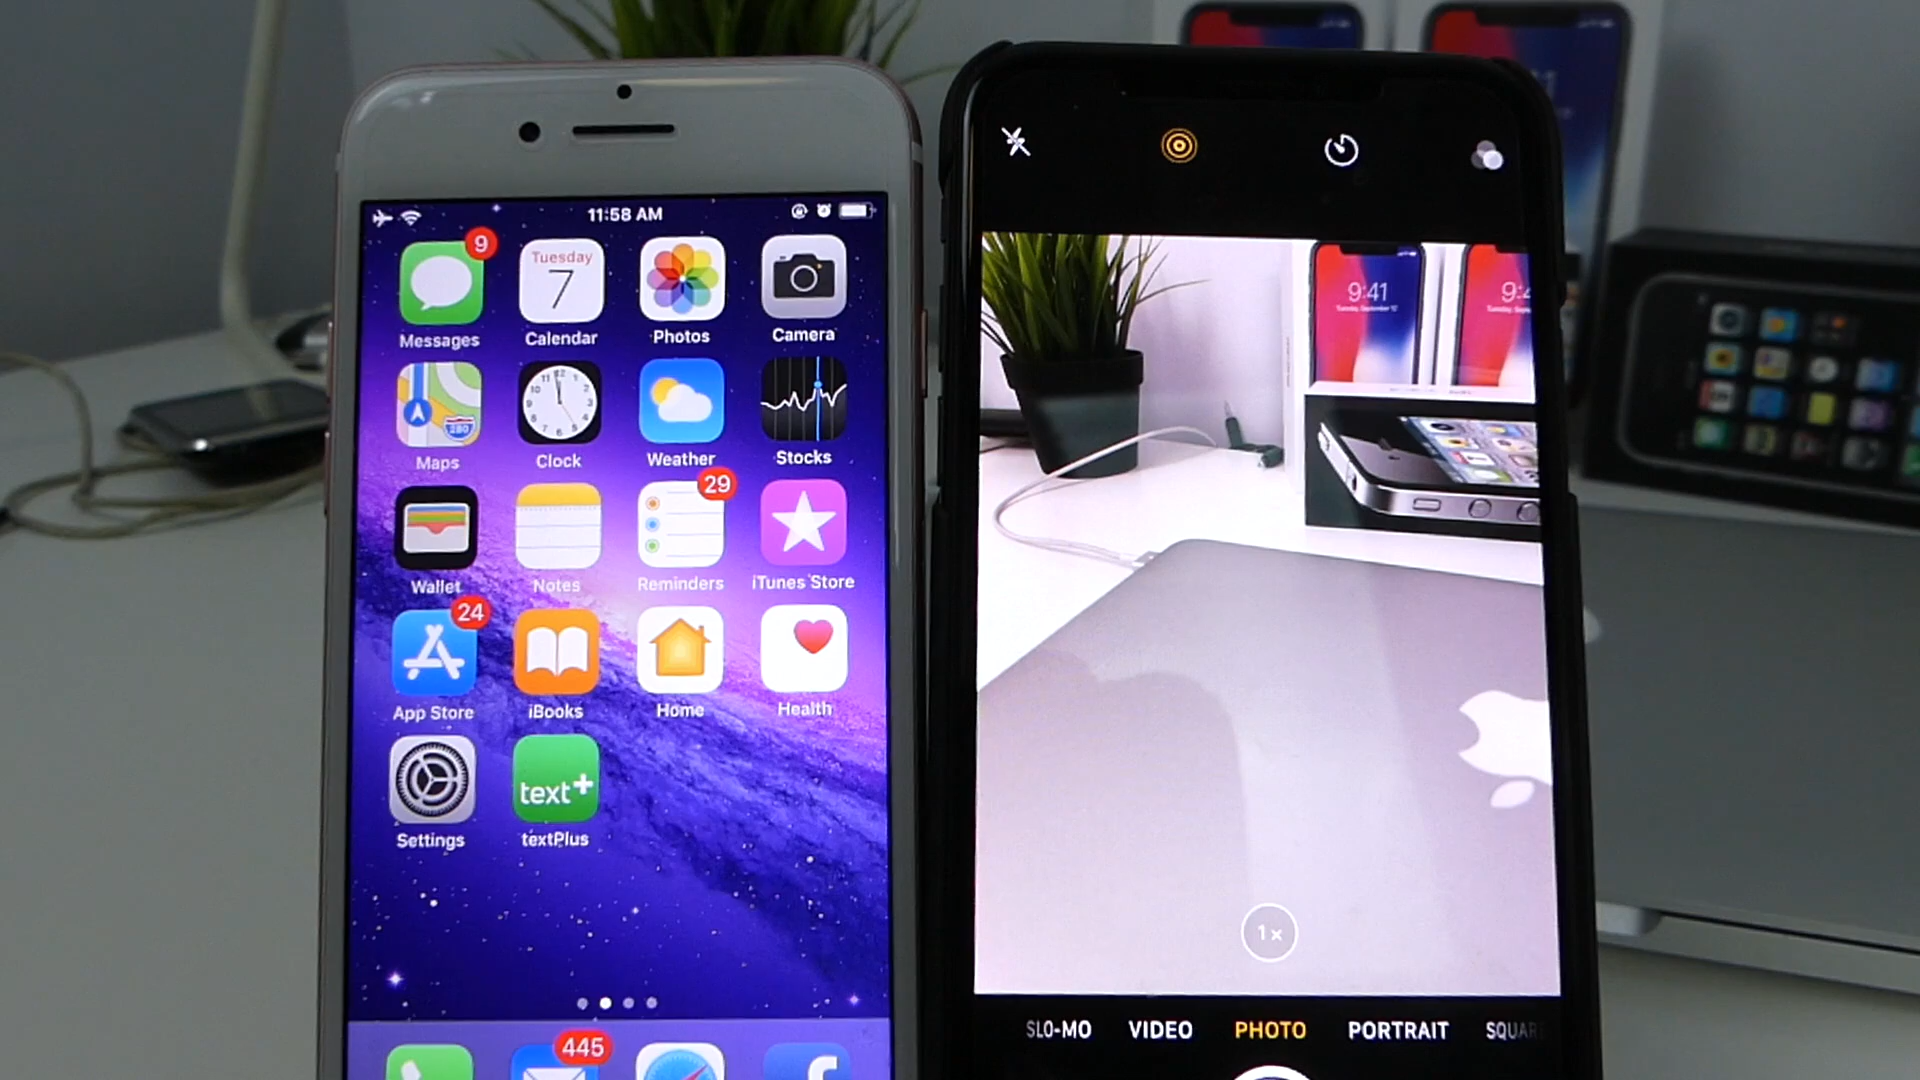 11:58 AM
9
Tuesday
7
Messages
Calendar
Photos
Camera
280
Maps
Clock
Weather
Stocks
29
Wallet
Notes
Reminders
iTunes Store
24
App Store
iBooks
Home
Health
text+
Settings
textPlus
445
9:41
1x
SLO-MO VIDEO PHOTO PORTRAIT SQUAR